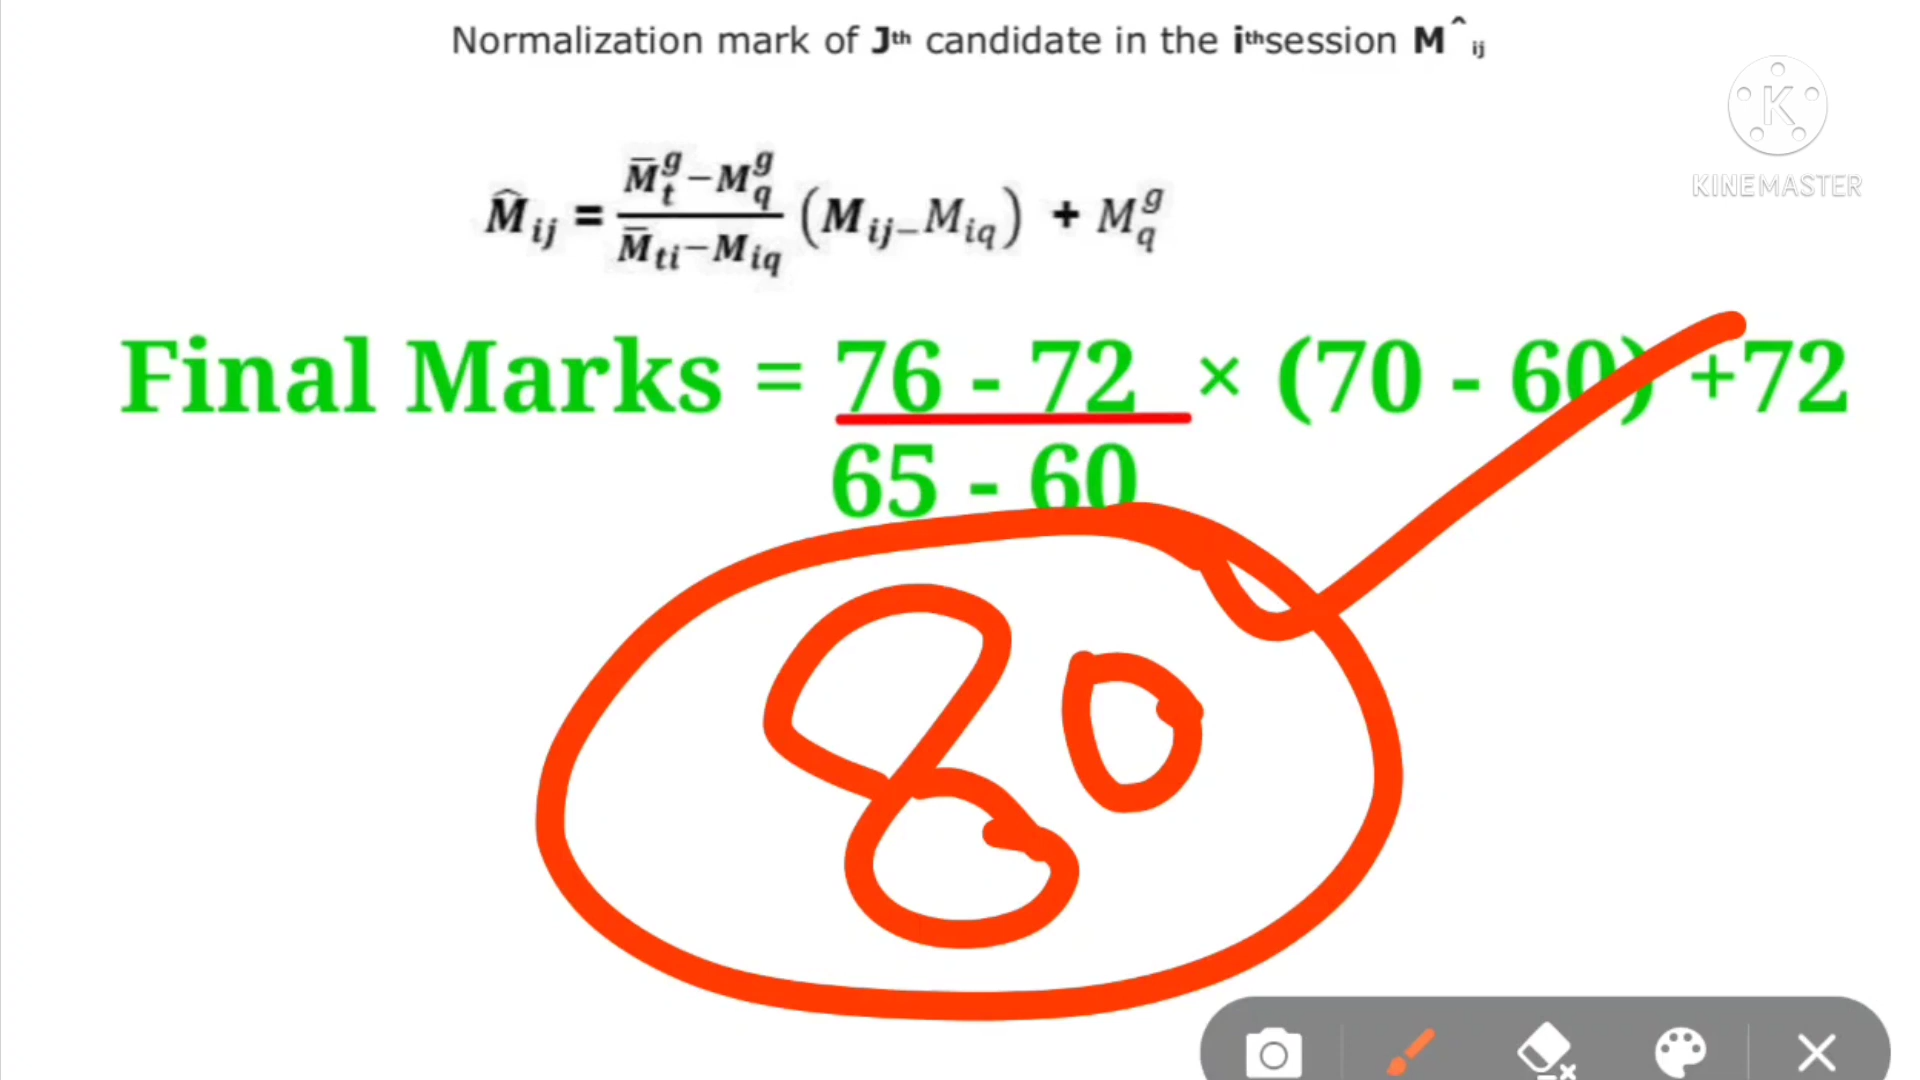 Normalization mark of Jth candidate in the ithsession M^ij
K
KINEMASTER
M̂ij = (M̄tg − Mqg) / (M̄ti − Miq) (Mij − Miq) + Mqg
Final Marks = 76 - 72 × (70 - 60) +72
65 - 60
80